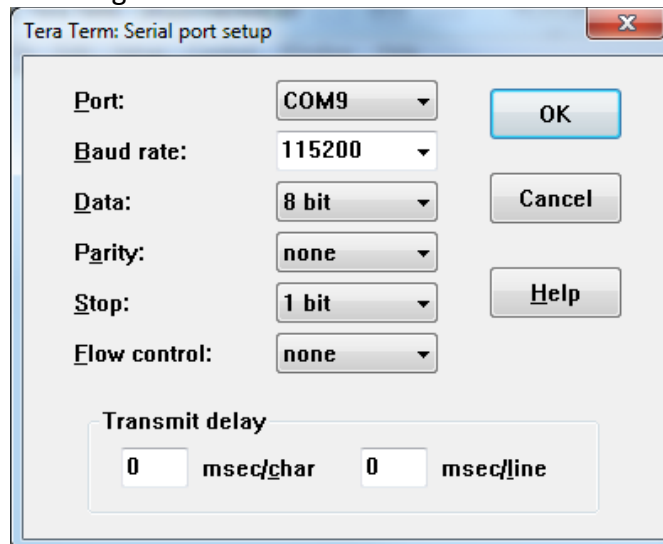 Tera Term: Serial port setup
Port: COM9
OK
Baud rate: 115200
Data: 8 bit
Cancel
Parity: none
Stop: 1 bit
Help
Flow control: none
Transmit delay
0 msec/char 0 msec/line